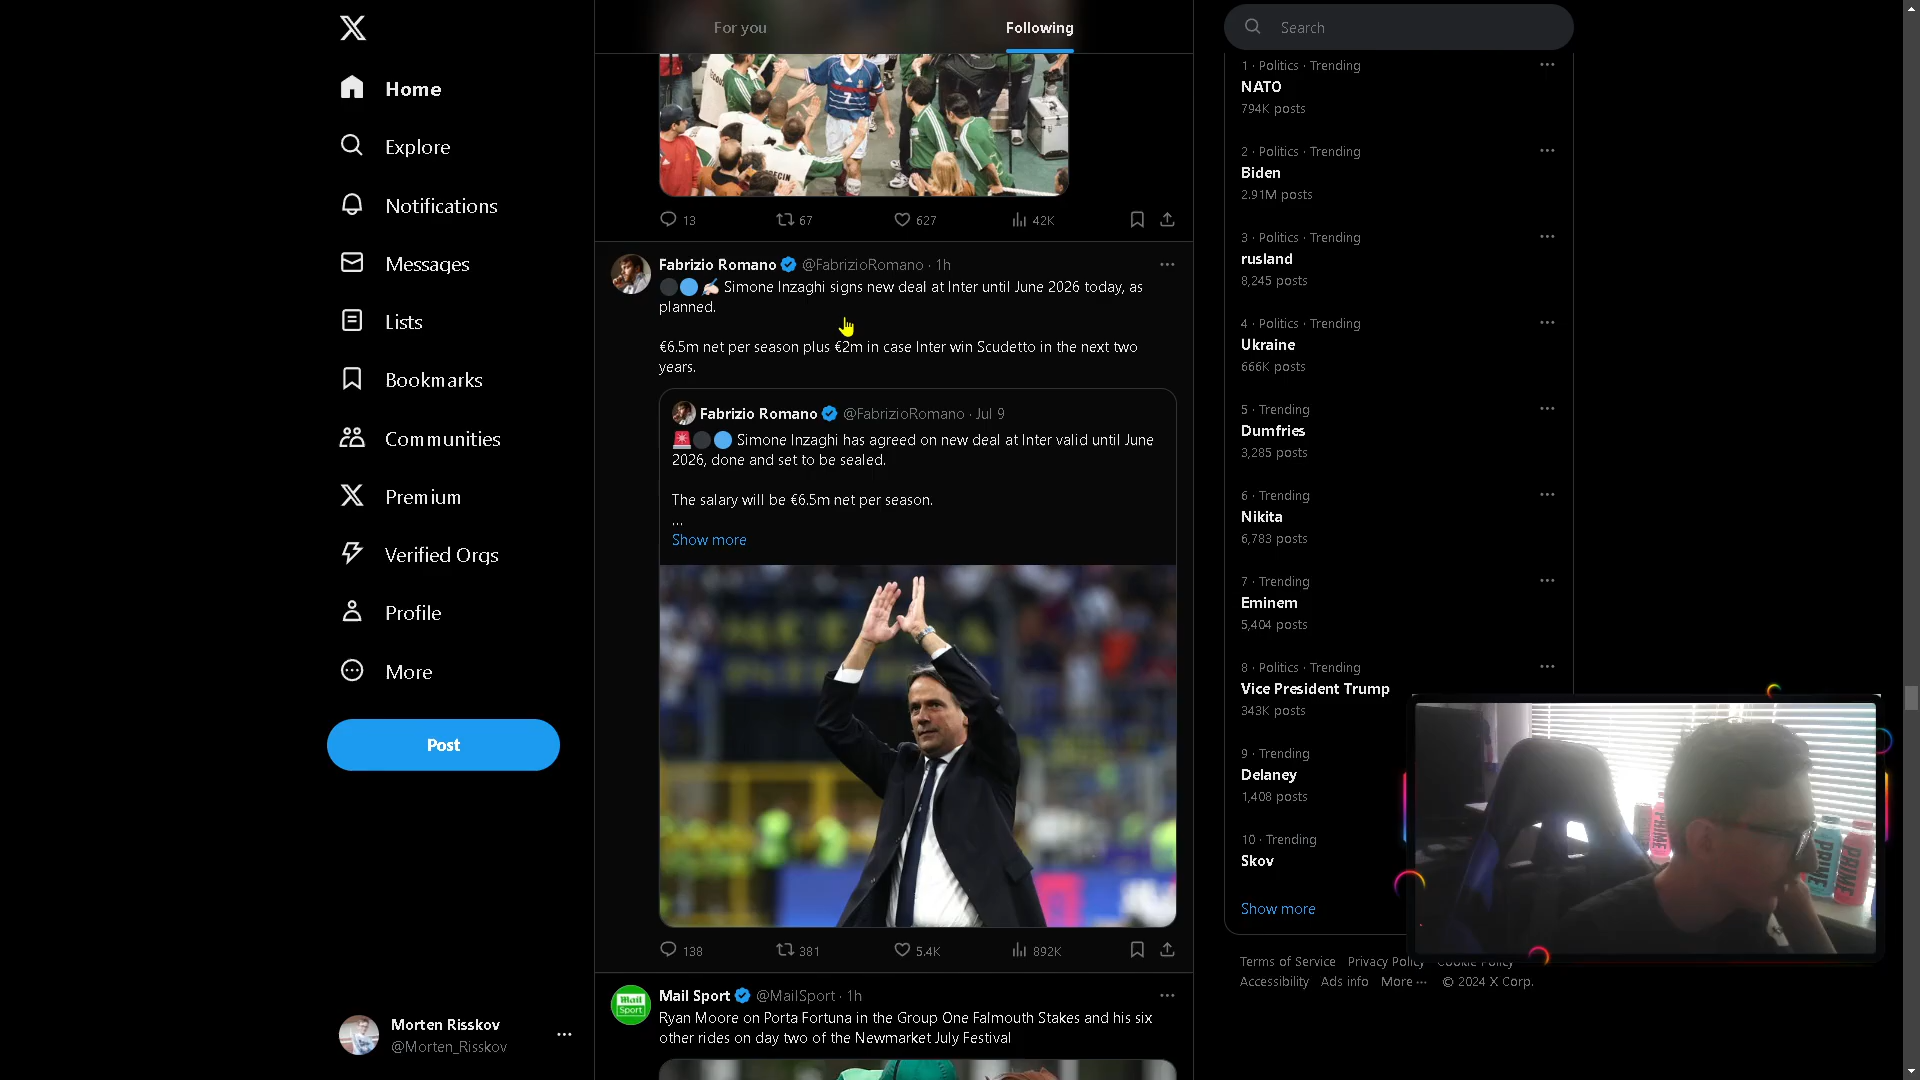 For you
Following
Search
Home
Explore
Notifications
Messages
Lists
Bookmarks
Communities
Premium
Verified Orgs
Profile
More
Post
Morten Risskov
@Morten_Risskov
7
13
67
627
42K
Fabrizio Romano @FabrizioRomano · 1h
Simone Inzaghi signs new deal at Inter until June 2026 today, as
planned.
€6.5m net per season plus €2m in case Inter win Scudetto in the next two
years.
Fabrizio Romano @FabrizioRomano · Jul 9
Simone Inzaghi has agreed on new deal at Inter valid until June
2026, done and set to be sealed.
The salary will be €6.5m net per season.
...
Show more
138
381
5.4K
892K
Mail Sport
Mail Sport @MailSport · 1h
Ryan Moore on Porta Fortuna in the Group One Falmouth Stakes and his six
other rides on day two of the Newmarket July Festival
1 · Politics · Trending
NATO
794K posts
2 · Politics · Trending
Biden
2.91M posts
3 · Politics · Trending
rusland
8,245 posts
4 · Politics · Trending
Ukraine
666K posts
5 · Trending
Dumfries
3,285 posts
6 · Trending
Nikita
6,783 posts
7 · Trending
Eminem
5,404 posts
8 · Politics · Trending
Vice President Trump
343K posts
9 · Trending
Delaney
1,408 posts
10 · Trending
Skov
Show more
PRIME
PRIME
PRIME
Terms of Service Privacy Policy Cookie Policy
Accessibility Ads info More ··· © 2024 X Corp.